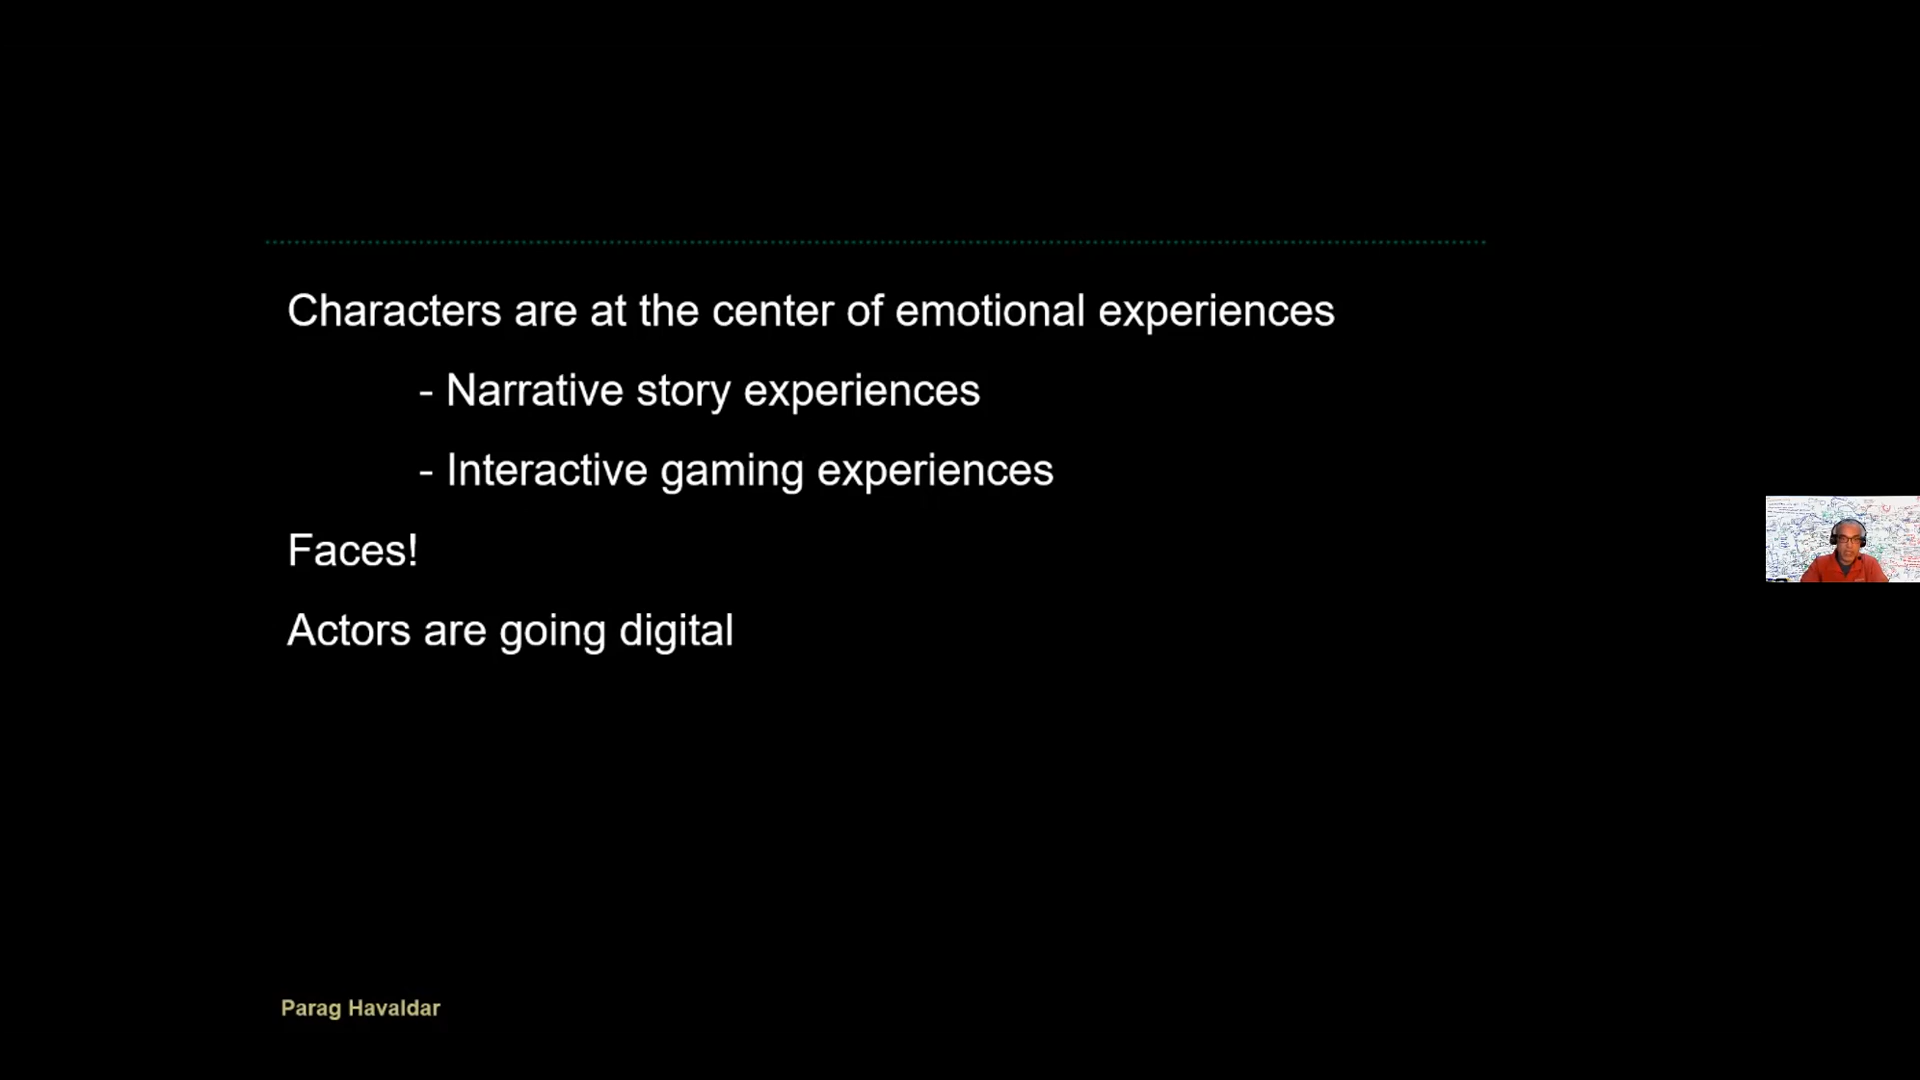 Characters are at the center of emotional experiences
- Narrative story experiences
- Interactive gaming experiences
Faces!
Actors are going digital
Parag Havaldar